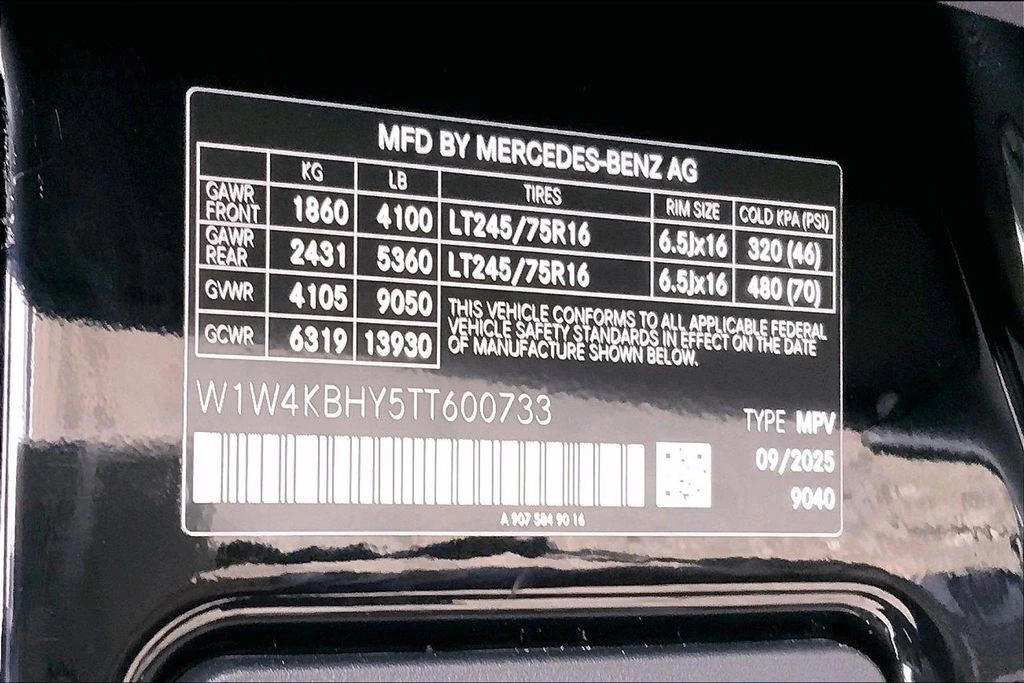 MFD BY MERCEDES-BENZ AG
KG LB TIRES RIM SIZE COLD KPA (PSI)
GAWR FRONT 1860 4100 LT245/75R16 6.5Jx16 320 (46)
GAWR REAR 2431 5360 LT245/75R16 6.5Jx16 480 (70)
GVWR 4105 9050
GCWR 6319 13930
THIS VEHICLE CONFORMS TO ALL APPLICABLE FEDERAL
VEHICLE SAFETY STANDARDS IN EFFECT ON THE DATE
OF MANUFACTURE SHOWN BELOW.
W1W4KBHY5TT600733
TYPE MPV
09/2025
9040
A 907 584 90 16